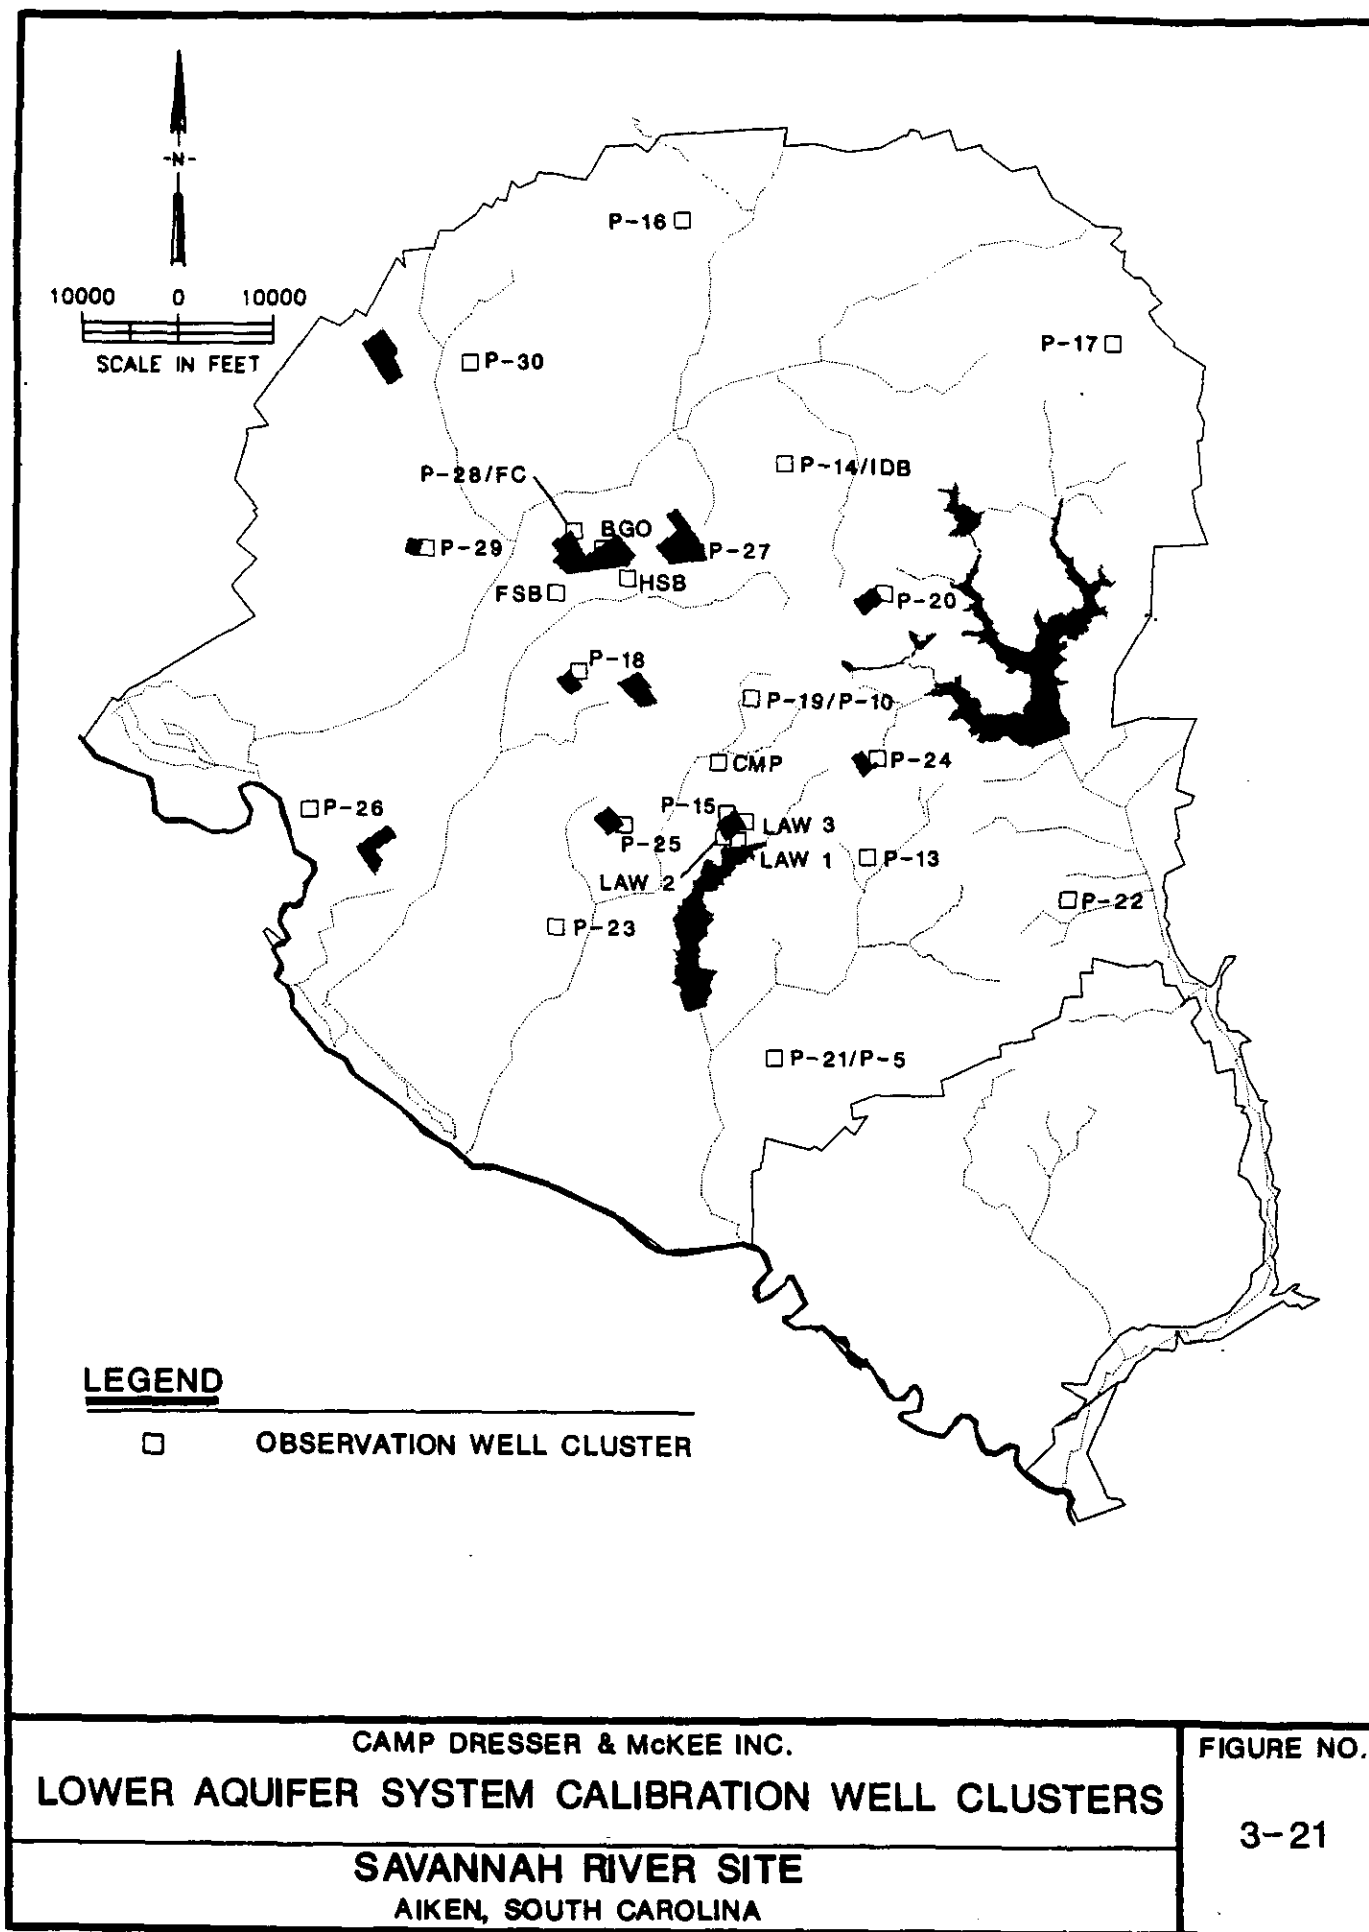 -N-
10000 0 10000
SCALE IN FEET
P-16
P-17
P-30
P-14/IDB
P-28/FC
BGO
P-29
P-27
HSB
FSB
P-20
P-18
P-19/P-10
CMP
P-24
P-26
P-15
LAW 3
P-25
LAW 1
P-13
LAW 2
P-22
P-23
P-21/P-5
LEGEND
OBSERVATION WELL CLUSTER
CAMP DRESSER & McKEE INC.
LOWER AQUIFER SYSTEM CALIBRATION WELL CLUSTERS
SAVANNAH RIVER SITE
AIKEN, SOUTH CAROLINA
FIGURE NO.
3-21